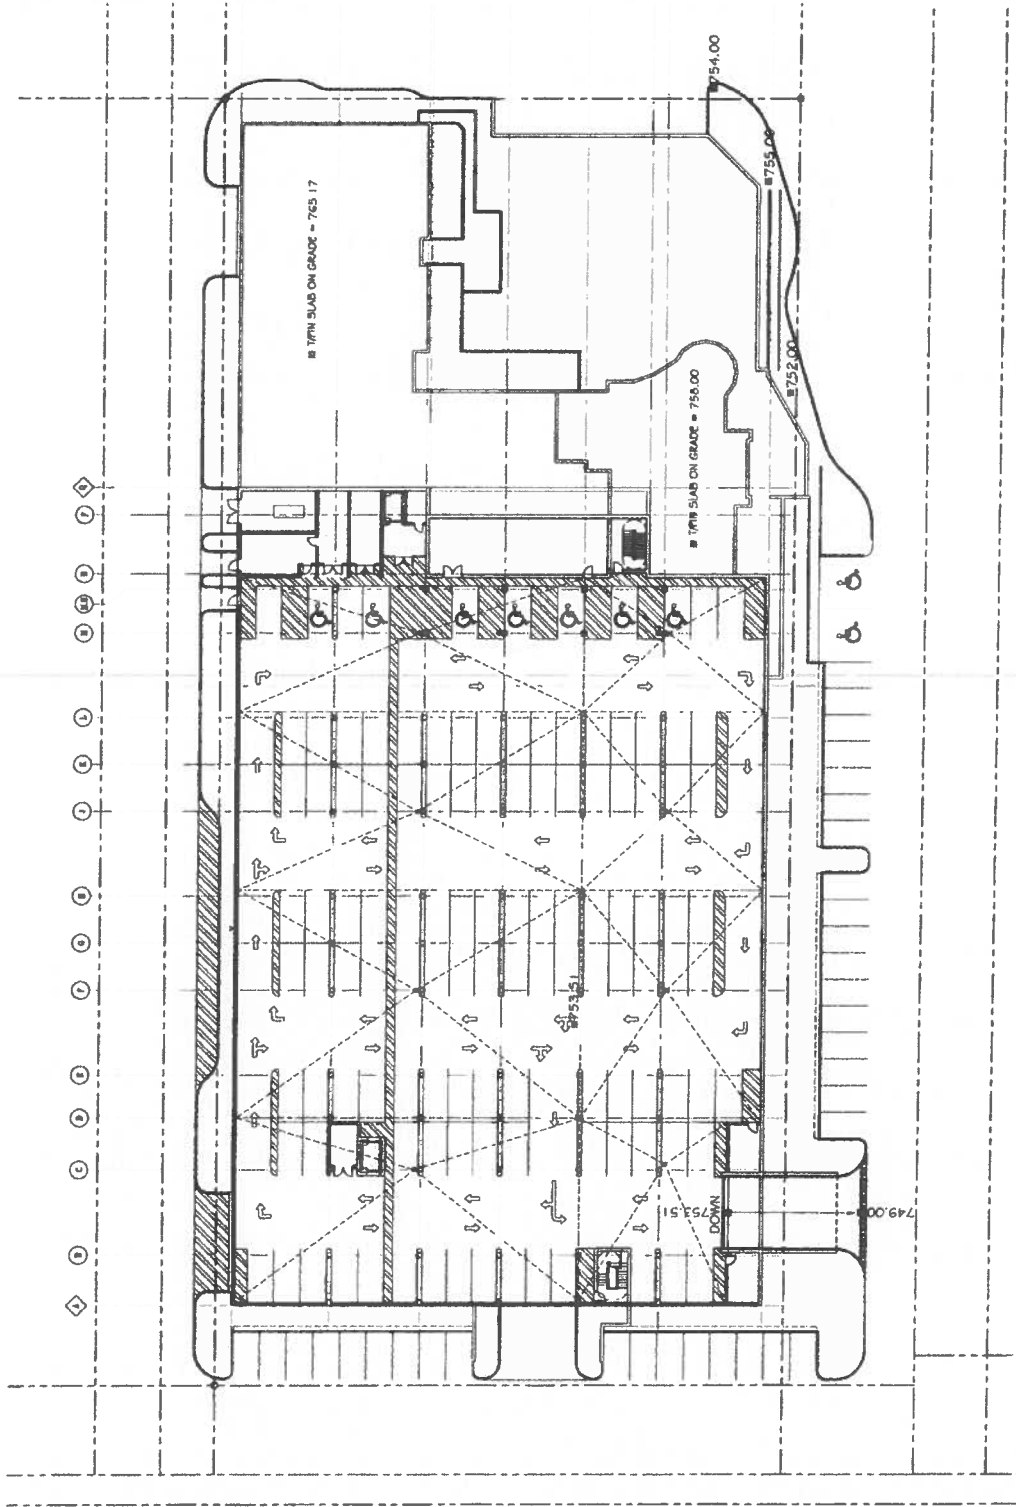 754.00
755.00
T/FIN SLAB ON GRADE = 765.17
752.00
T/FIN SLAB ON GRADE = 758.00
753.51
DOWN
753.51
749.00
L
K
J
H
G
F
E
D
C
B
A